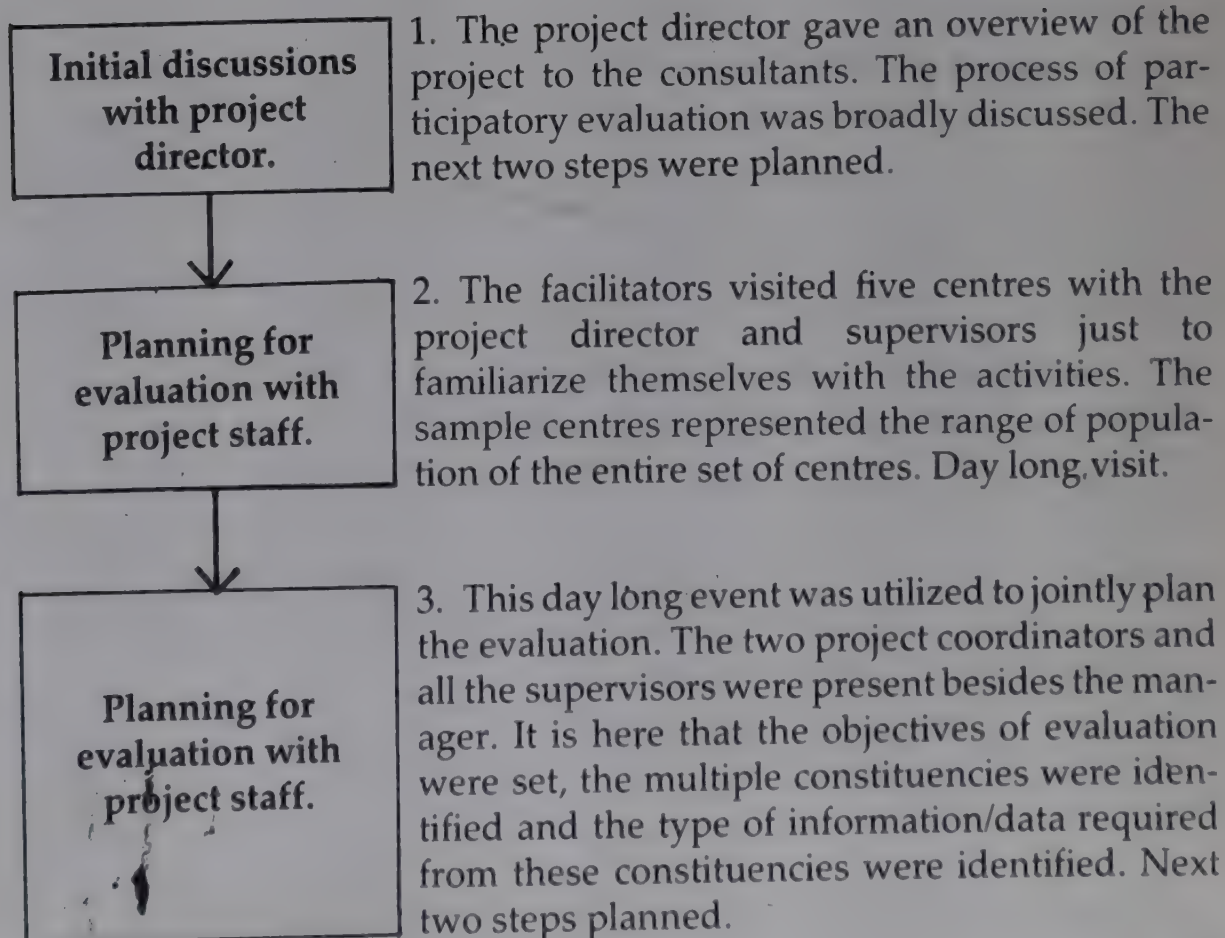 Initial discussions
with project
director.
1. The project director gave an overview of the
project to the consultants. The process of par-
ticipatory evaluation was broadly discussed. The
next two steps were planned.
Planning for
evaluation with
project staff.
2. The facilitators visited five centres with the
project director and supervisors just to
familiarize themselves with the activities. The
sample centres represented the range of popula-
tion of the entire set of centres. Day long visit.
Planning for
evaluation with
project staff.
3. This day long event was utilized to jointly plan
the evaluation. The two project coordinators and
all the supervisors were present besides the man-
ager. It is here that the objectives of evaluation
were set, the multiple constituencies were iden-
tified and the type of information/data required
from these constituencies were identified. Next
two steps planned.